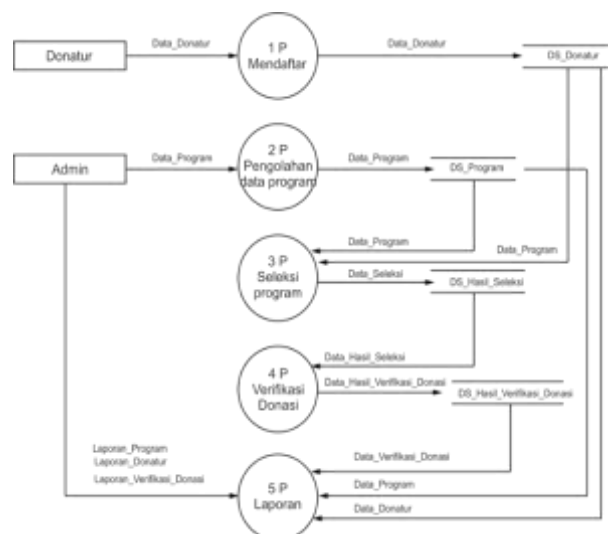 Donatur
Data_Donatur
1 P
Mendaftar
Data_Donatur
DS_Donatur
Admin
Data_Program
2 P
Pengolahan
data program
Data_Program
DS_Program
Data_Program
Data_Program
3 P
Seleksi
program
Data_Seleksi
DS_Hasil_Seleksi
Data_Hasil_Seleksi
4 P
Verifikasi
Donasi
Data_Hasil_Verifikasi_Donasi
DS_Hasil_Verifikasi_Donasi
Laporan_Program
Laporan_Donatur
Laporan_Verifikasi_Donasi
Data_Verifikasi_Donasi
5 P
Laporan
Data_Program
Data_Donatur